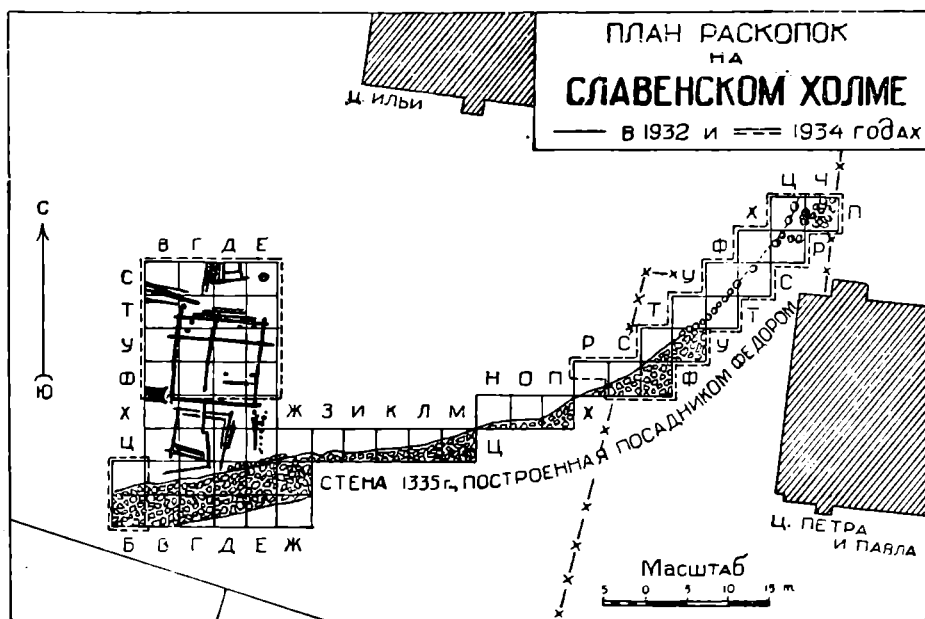 ПЛАН РАСКОПОК
НА
СЛАВЕНСКОМ ХОЛМЕ
В 1932 И 1934 ГОДАХ
Ц. ИЛЬИ
С
Ю
В Г Д Е
С
Т
У
Ф
Х
Ц
Б В Г Д Е Ж
Ж З И К Л М
Н О П
Р С Т У Ф Х Ц Ч
П
Р
С
Т
У
Ф
Х
Ц
СТЕНА 1335 г., ПОСТРОЕННАЯ ПОСАДНИКОМ ФЕДОРОМ
Ц. ПЕТРА
И ПАВЛА
Масштаб
5 0 5 10 15 m